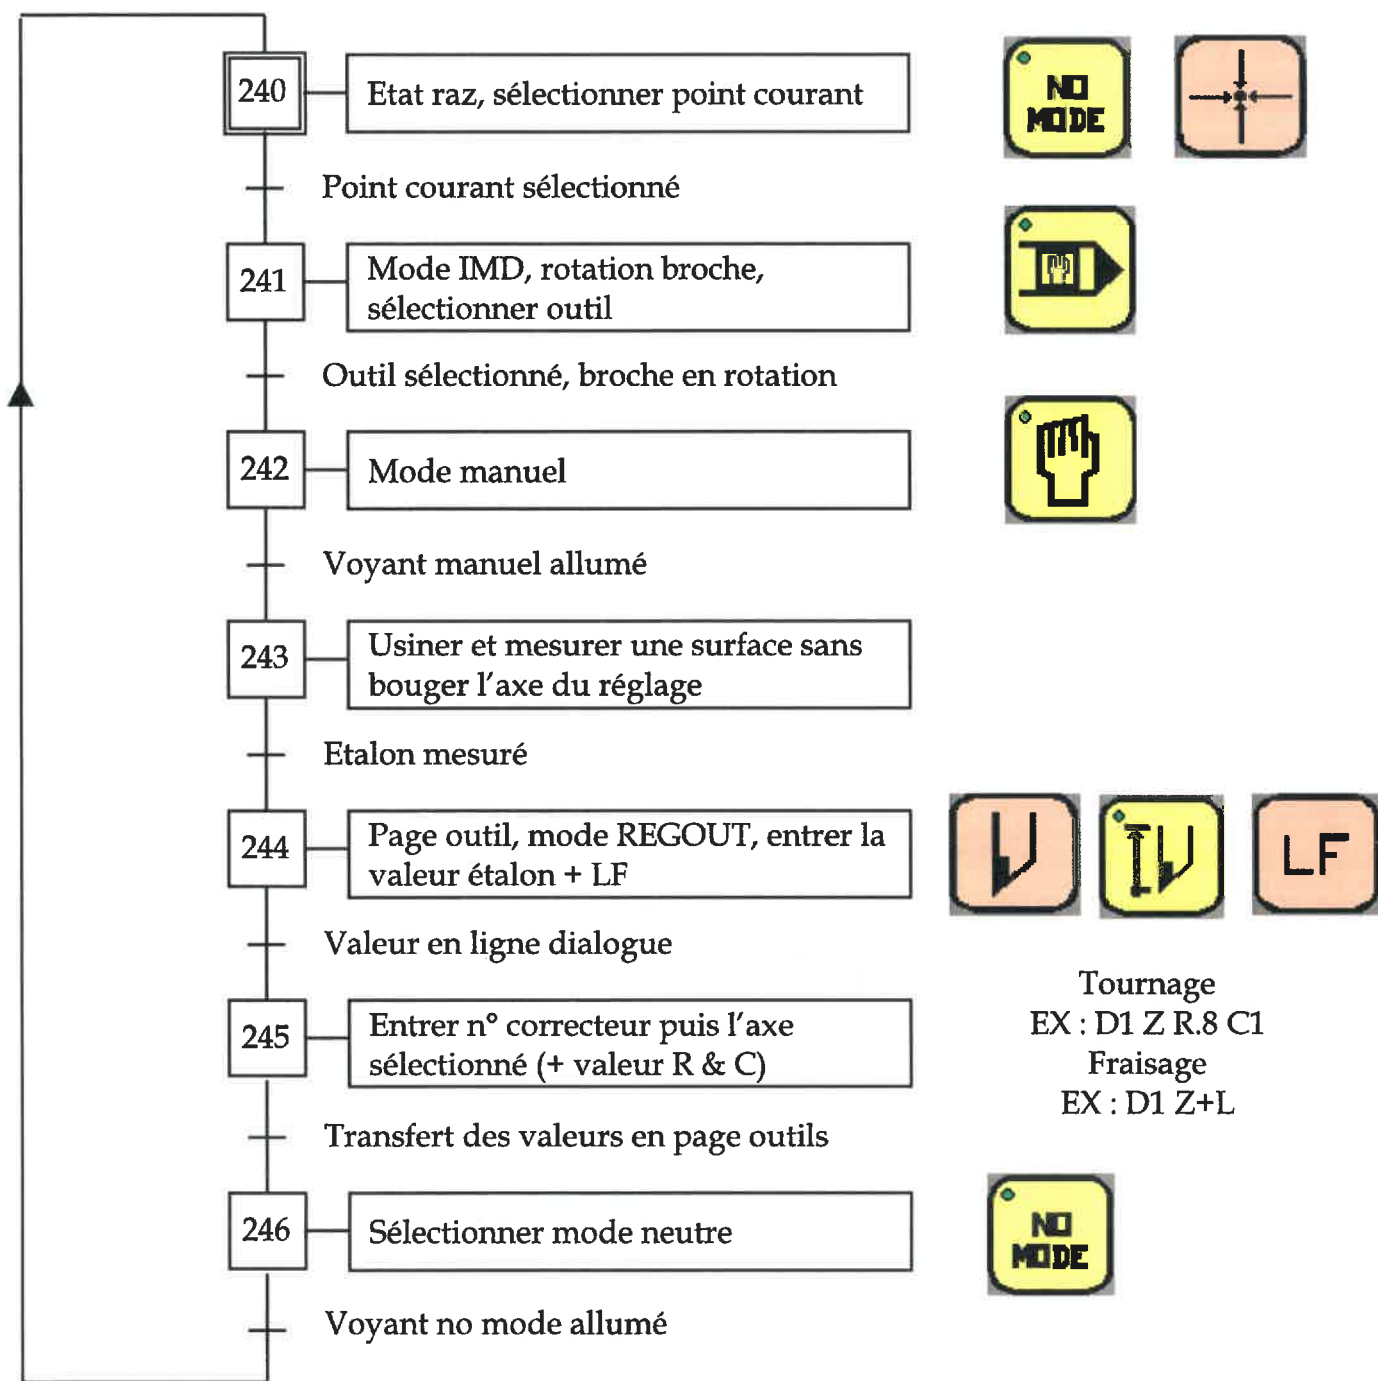 240
Etat raz, sélectionner point courant
NO
MODE
Point courant sélectionné
241
Mode IMD, rotation broche,
sélectionner outil
Outil sélectionné, broche en rotation
242
Mode manuel
Voyant manuel allumé
243
Usiner et mesurer une surface sans
bouger l'axe du réglage
Etalon mesuré
244
Page outil, mode REGOUT, entrer la
valeur étalon + LF
LF
Valeur en ligne dialogue
245
Entrer n° correcteur puis l'axe
sélectionné (+ valeur R & C)
Tournage
EX : D1 Z R.8 C1
Fraisage
EX : D1 Z+L
Transfert des valeurs en page outils
246
Sélectionner mode neutre
NO
MODE
Voyant no mode allumé